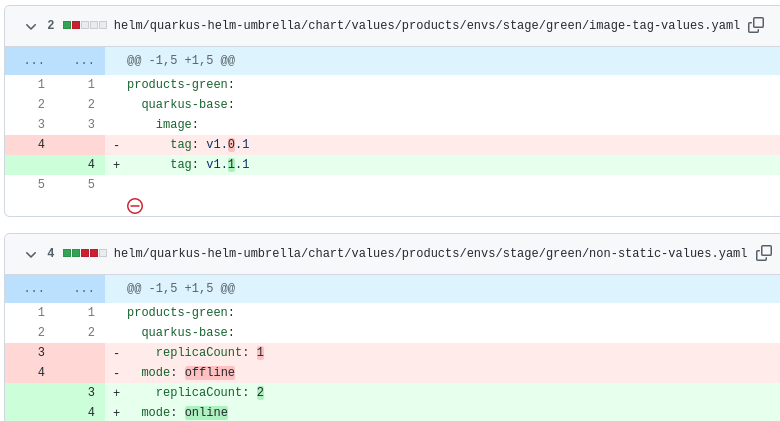 2 helm/quarkus-helm-umbrella/chart/values/products/envs/stage/green/image-tag-values.yaml
... ... @@ -1,5 +1,5 @@
1 1 products-green:
2 2 quarkus-base:
3 3 image:
4 - tag: v1.0.1
4 + tag: v1.1.1
5 5
4 helm/quarkus-helm-umbrella/chart/values/products/envs/stage/green/non-static-values.yaml
... ... @@ -1,5 +1,5 @@
1 1 products-green:
2 2 quarkus-base:
3 - replicaCount: 1
4 - mode: offline
3 + replicaCount: 2
4 + mode: online